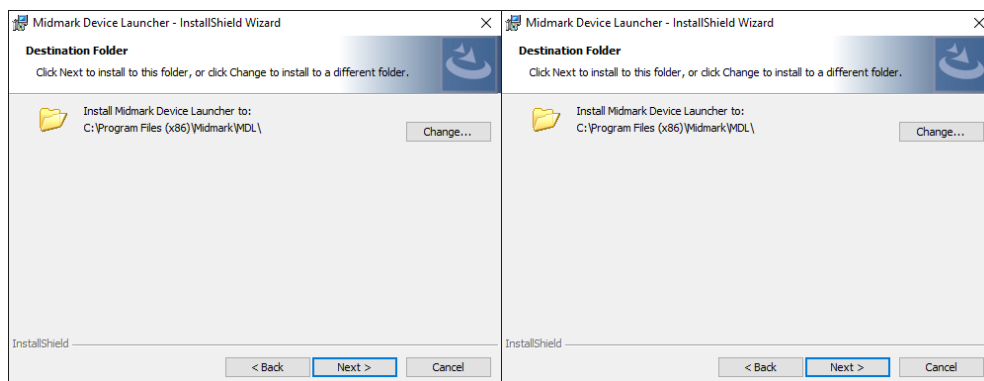 Midmark Device Launcher - InstallShield Wizard
Destination Folder
Click Next to install to this folder, or click Change to install to a different folder.
Install Midmark Device Launcher to:
C:\Program Files (x86)\Midmark\MDL\
Change...
InstallShield
< Back
Next >
Cancel
Midmark Device Launcher - InstallShield Wizard
Destination Folder
Click Next to install to this folder, or click Change to install to a different folder.
Install Midmark Device Launcher to:
C:\Program Files (x86)\Midmark\MDL\
Change...
InstallShield
< Back
Next >
Cancel